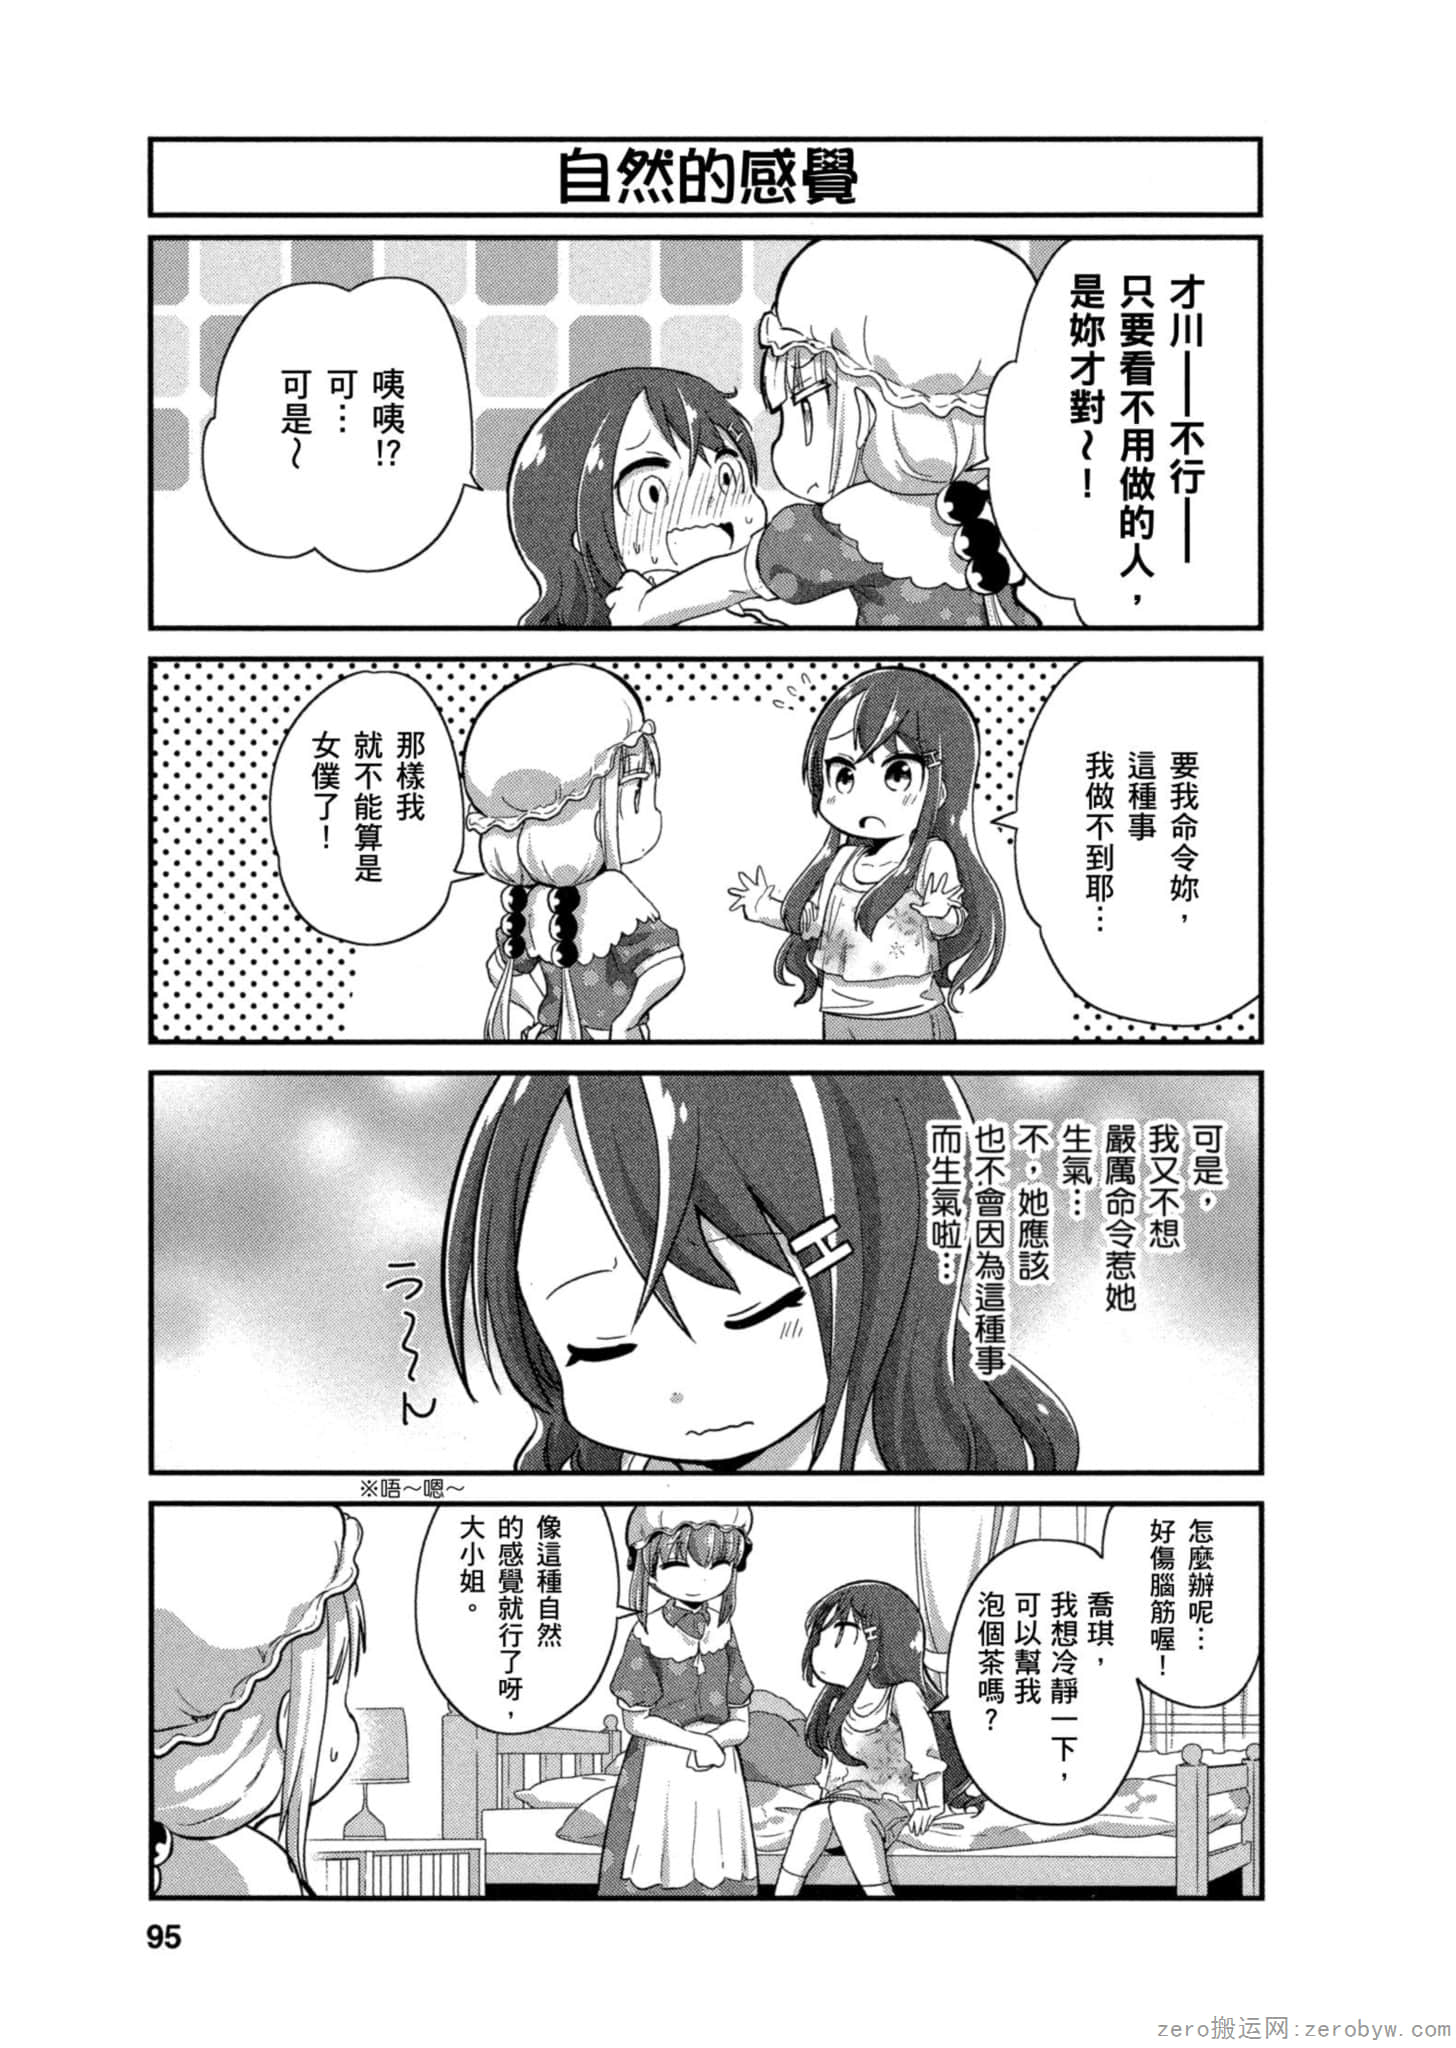 自然的感覺
才川——不行——
只要看不用做的人，
是妳才對～！
咦咦!?
可…
可是～
要我命令妳，
這種事
我做不到耶…
那樣我
就不能算是
女僕了！
可是，
我又不想
嚴厲命令惹她
生氣…
不，她應該
也不會因為這種事
而生氣啦…
う～～ん
※唔～嗯～
怎麼辦呢…
好傷腦筋喔！
喬琪，
我想冷靜一下，
可以幫我
泡個茶嗎？
像這種自然
的感覺就行了呀，
大小姐。
95
zero搬运网:zerobyw.com